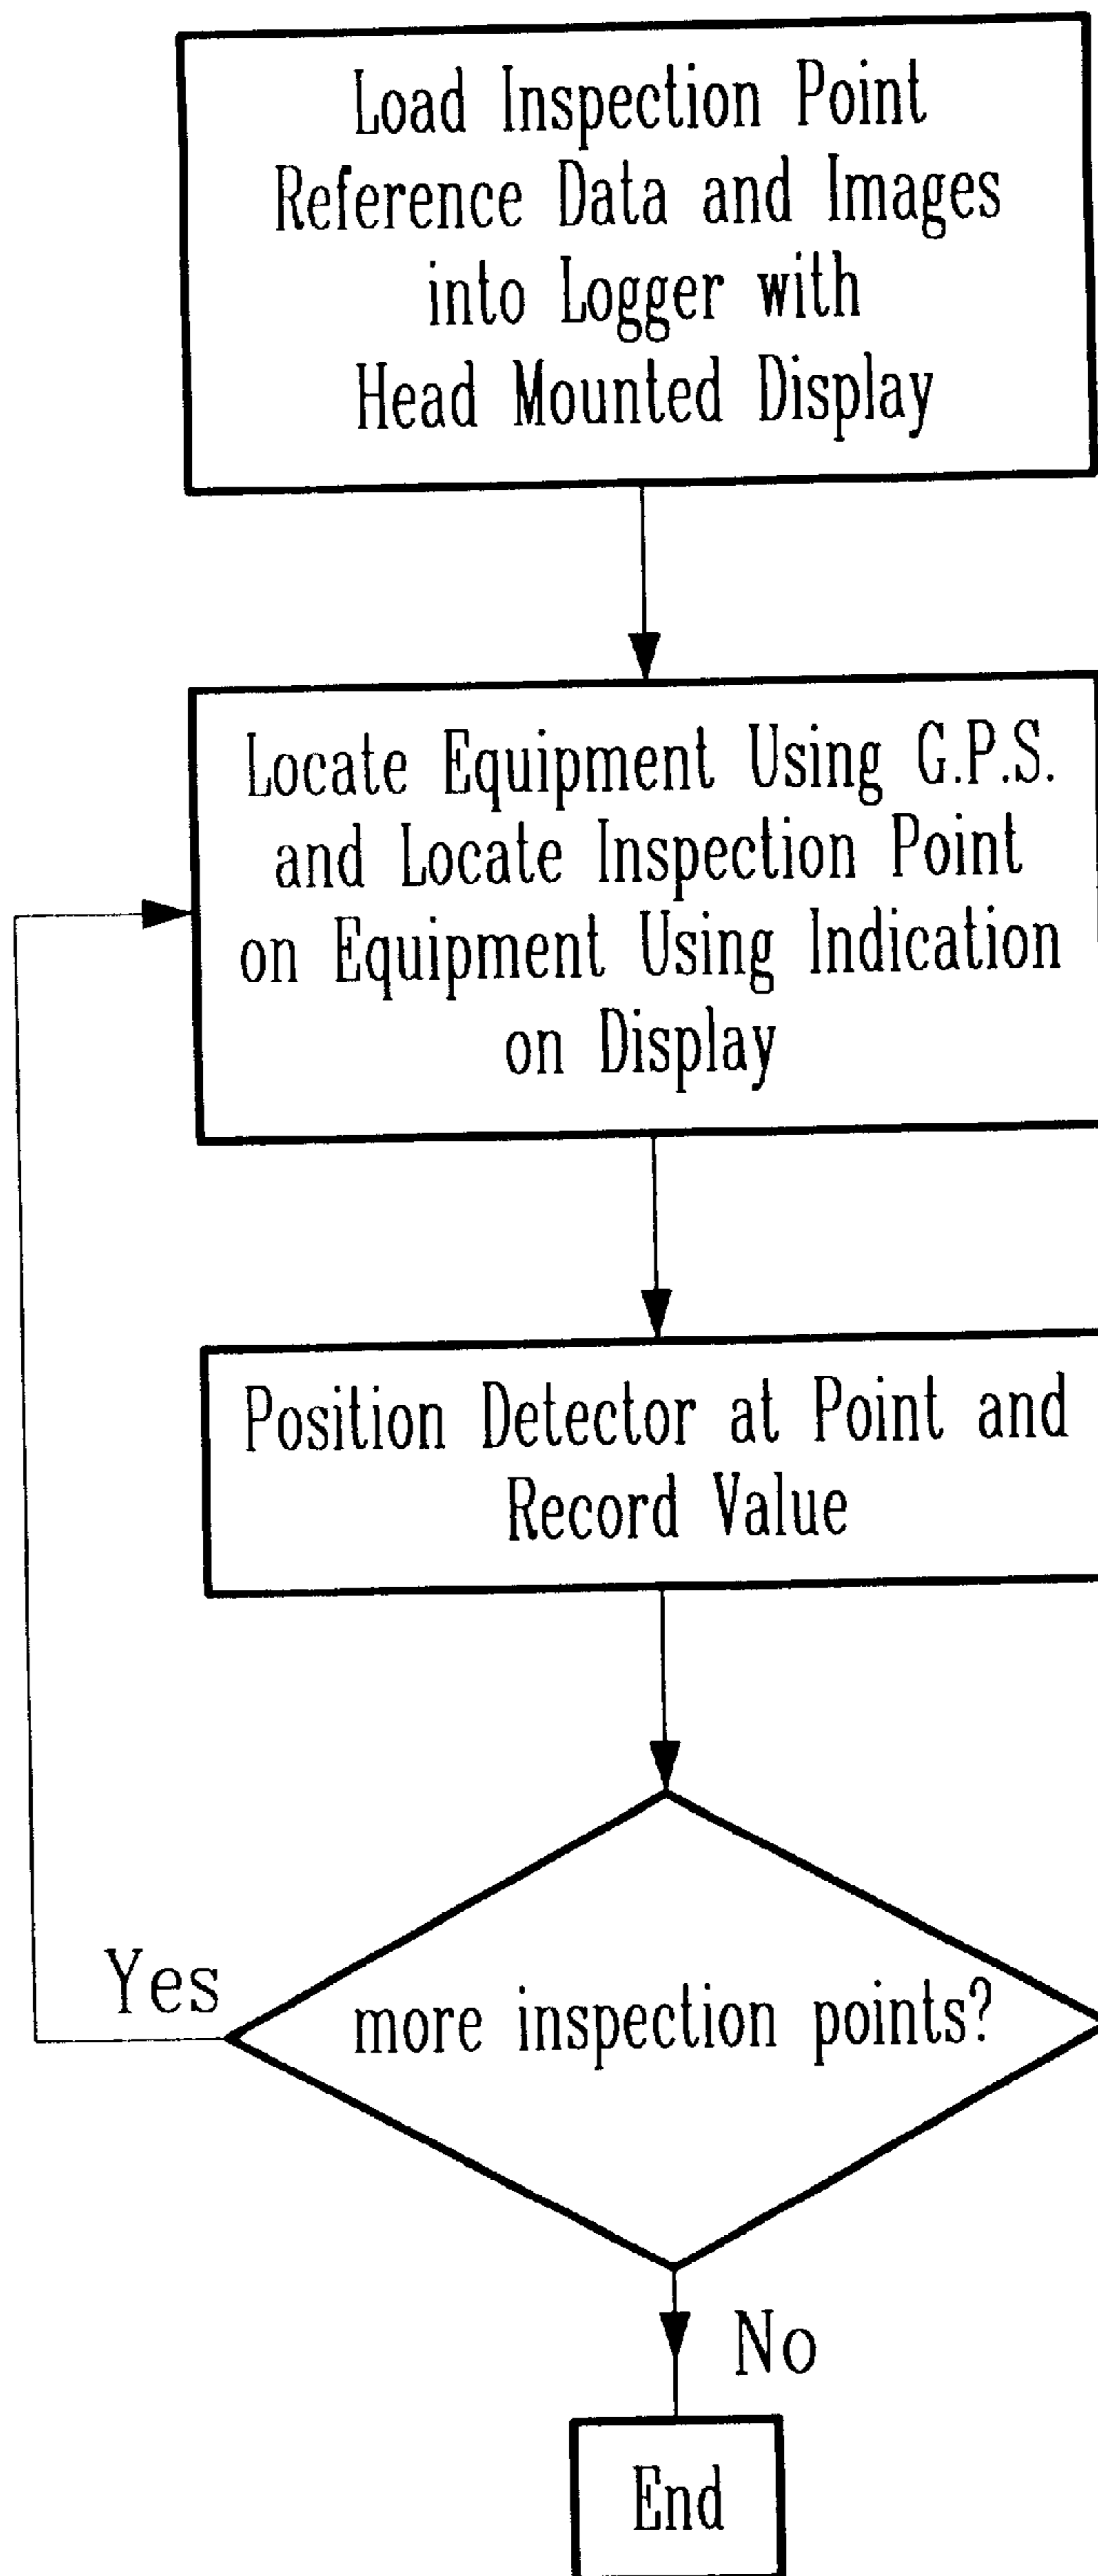 Load Inspection Point
Reference Data and Images
into Logger with
Head Mounted Display
Locate Equipment Using G.P.S.
and Locate Inspection Point
on Equipment Using Indication
on Display
Position Detector at Point and
Record Value
more inspection points?
Yes
No
End